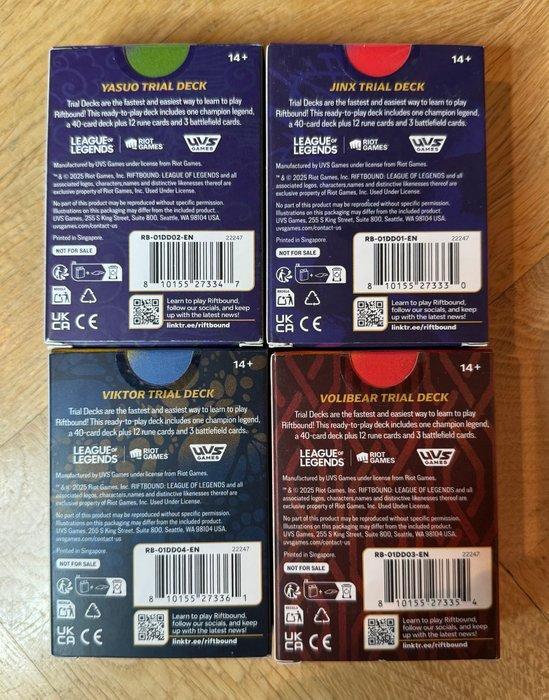 14+
YASUO TRIAL DECK
Trial Decks are the fastest and easiest way to learn to play
Riftbound! This ready-to-play deck includes one champion legend,
a 40-card deck plus 12 rune cards and 3 battlefield cards.
LEAGUE OF LEGENDS
RIOT GAMES
UVS GAMES
Manufactured by UVS Games under license from Riot Games.
™ & © 2025 Riot Games, Inc. RIFTBOUND: LEAGUE OF LEGENDS and all
associated logos, characters, names and distinctive likenesses thereof are
exclusive property of Riot Games, Inc. Used Under License.
No part of this product may be reproduced without specific permission.
Illustrations on this packaging may differ from the included product.
UVS Games, 255 S King Street, Suite 800, Seattle, WA 98104 USA.
uvsgames.com/contact-us
Printed in Singapore.
NOT FOR SALE
RB-01DD02-EN 22247
8 10155 27334 7
UK CA CE
Learn to play Riftbound,
follow our socials, and keep
up with the latest news!
linktr.ee/riftbound
14+
JINX TRIAL DECK
Trial Decks are the fastest and easiest way to learn to play
Riftbound! This ready-to-play deck includes one champion legend,
a 40-card deck plus 12 rune cards and 3 battlefield cards.
LEAGUE OF LEGENDS
RIOT GAMES
UVS GAMES
Manufactured by UVS Games under license from Riot Games.
™ & © 2025 Riot Games, Inc. RIFTBOUND: LEAGUE OF LEGENDS and all
associated logos, characters, names and distinctive likenesses thereof are
exclusive property of Riot Games, Inc. Used Under License.
No part of this product may be reproduced without specific permission.
Illustrations on this packaging may differ from the included product.
UVS Games, 255 S King Street, Suite 800, Seattle, WA 98104 USA.
uvsgames.com/contact-us
Printed in Singapore.
NOT FOR SALE
RB-01DD01-EN 22247
8 10155 27333 0
UK CA CE
Learn to play Riftbound,
follow our socials, and keep
up with the latest news!
linktr.ee/riftbound
14+
VIKTOR TRIAL DECK
Trial Decks are the fastest and easiest way to learn to play
Riftbound! This ready-to-play deck includes one champion legend,
a 40-card deck plus 12 rune cards and 3 battlefield cards.
LEAGUE OF LEGENDS
RIOT GAMES
UVS GAMES
Manufactured by UVS Games under license from Riot Games.
™ & © 2025 Riot Games, Inc. RIFTBOUND: LEAGUE OF LEGENDS and all
associated logos, characters, names and distinctive likenesses thereof are
exclusive property of Riot Games, Inc. Used Under License.
No part of this product may be reproduced without specific permission.
Illustrations on this packaging may differ from the included product.
UVS Games, 255 S King Street, Suite 800, Seattle, WA 98104 USA.
uvsgames.com/contact-us
Printed in Singapore.
NOT FOR SALE
RB-01DD04-EN 22247
8 10155 27336 1
UK CA CE
Learn to play Riftbound,
follow our socials, and keep
up with the latest news!
linktr.ee/riftbound
14+
VOLIBEAR TRIAL DECK
Trial Decks are the fastest and easiest way to learn to play
Riftbound! This ready-to-play deck includes one champion legend,
a 40-card deck plus 12 rune cards and 3 battlefield cards.
LEAGUE OF LEGENDS
RIOT GAMES
UVS GAMES
Manufactured by UVS Games under license from Riot Games.
™ & © 2025 Riot Games, Inc. RIFTBOUND: LEAGUE OF LEGENDS and all
associated logos, characters, names and distinctive likenesses thereof are
exclusive property of Riot Games, Inc. Used Under License.
No part of this product may be reproduced without specific permission.
Illustrations on this packaging may differ from the included product.
UVS Games, 255 S King Street, Suite 800, Seattle, WA 98104 USA.
uvsgames.com/contact-us
Printed in Singapore.
NOT FOR SALE
RB-01DD03-EN 22247
8 10155 27335 4
UK CA CE
Learn to play Riftbound,
follow our socials, and keep
up with the latest news!
linktr.ee/riftbound